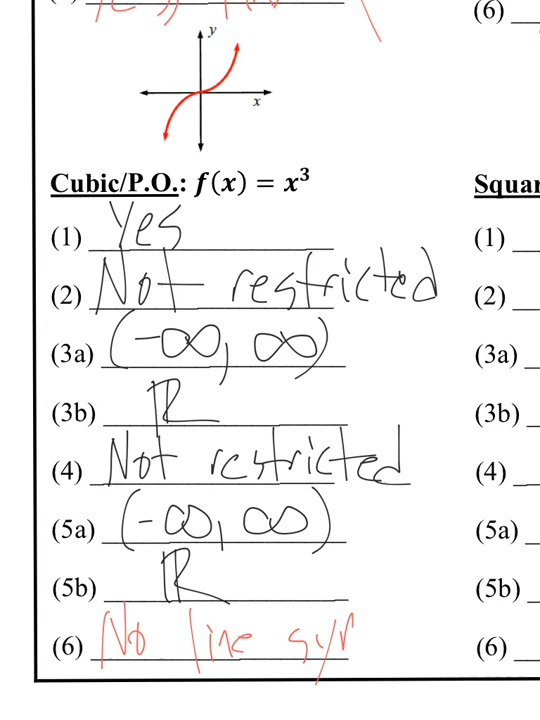 (6)
y
x
Cubic/P.O.: f(x) = x³
(1) Yes
(2) Not restricted
(3a) (-∞, ∞)
(3b) ℝ
(4) Not restricted
(5a) (-∞, ∞)
(5b) ℝ
(6) No line sym
Squar
(1)
(2)
(3a)
(3b)
(4)
(5a)
(5b)
(6)